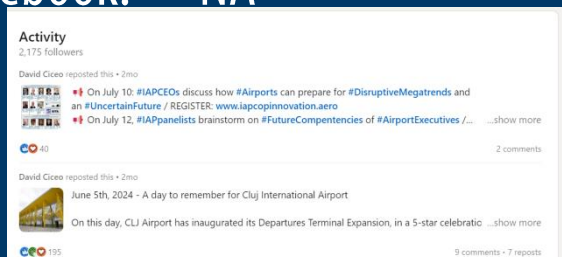 NA
Activity
2,175 followers
David Ciceo reposted this • 2mo
On July 10: #IAPCEOs discuss how #Airports can prepare for #DisruptiveMegatrends and
an #UncertainFuture / REGISTER: www.iapcopinnovation.aero
On July 12, #IAPpanelists brainstorm on #FutureCompentencies of #AirportExecutives /... ...show more
40 2 comments
David Ciceo reposted this • 2mo
June 5th, 2024 - A day to remember for Cluj International Airport
On this day, CLJ Airport has inaugurated its Departures Terminal Expansion, in a 5-star celebratic ...show more
195 9 comments • 7 reposts